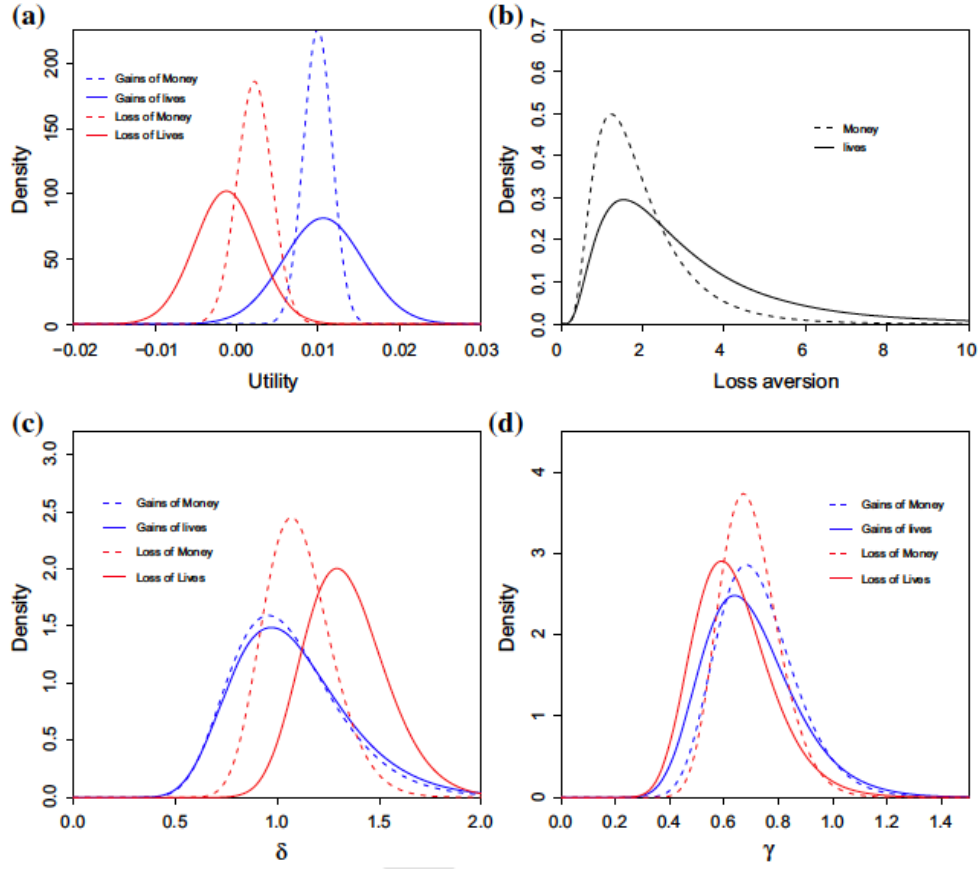 (a)
200
150
100
50
0
Density
Gains of Money
Gains of lives
Loss of Money
Loss of Lives
−0.02 −0.01 0.00 0.01 0.02 0.03
Utility
(b)
0.7
0.6
0.5
0.4
0.3
0.2
0.1
0.0
Density
Money
lives
0 2 4 6 8 10
Loss aversion
(c)
3.0
2.5
2.0
1.5
1.0
0.5
0.0
Density
Gains of Money
Gains of lives
Loss of Money
Loss of Lives
0.0 0.5 1.0 1.5 2.0
δ
(d)
4
3
2
1
0
Density
Gains of Money
Gains of lives
Loss of Money
Loss of Lives
0.0 0.2 0.4 0.6 0.8 1.0 1.2 1.4
γ